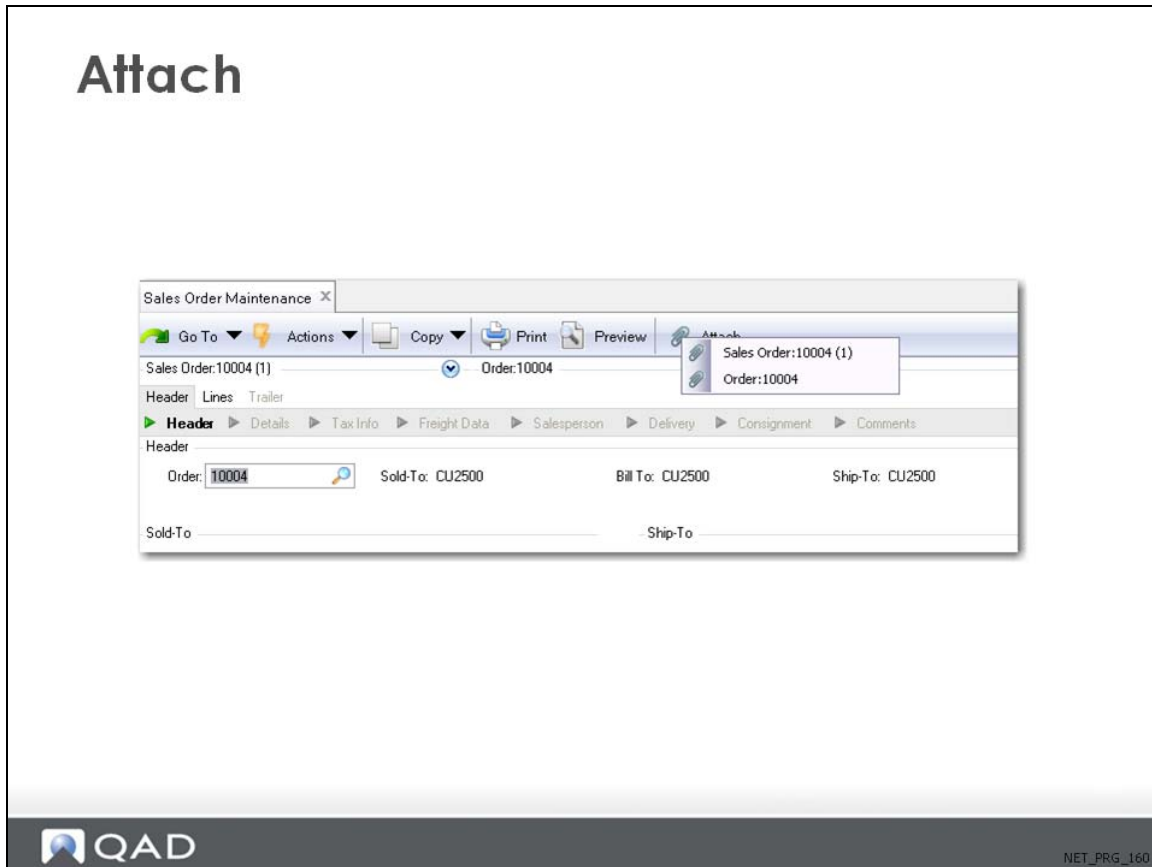 Attach
Sales Order Maintenance X
Go To Actions Copy Print Preview Attach
Sales Order:10004 (1)
Order:10004
Sales Order:10004 (1) Order:10004
Header Lines Trailer
Header Details Tax Info Freight Data Salesperson Delivery Consignment Comments
Header
Order: 10004 Sold-To: CU2500 Bill To: CU2500 Ship-To: CU2500
Sold-To Ship-To
QAD
NET_PRG_160